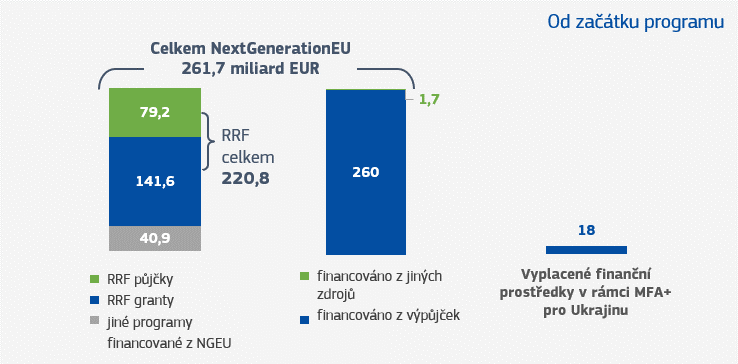 Od začátku programu
Celkem NextGenerationEU
261,7 miliard EUR
79,2
141,6
40,9
RRF
celkem
220,8
1,7
260
18
RRF půjčky
RRF granty
jiné programy
financované z NGEU
financováno z jiných
zdrojů
financováno z výpůjček
Vyplacené finanční
prostředky v rámci MFA+
pro Ukrajinu